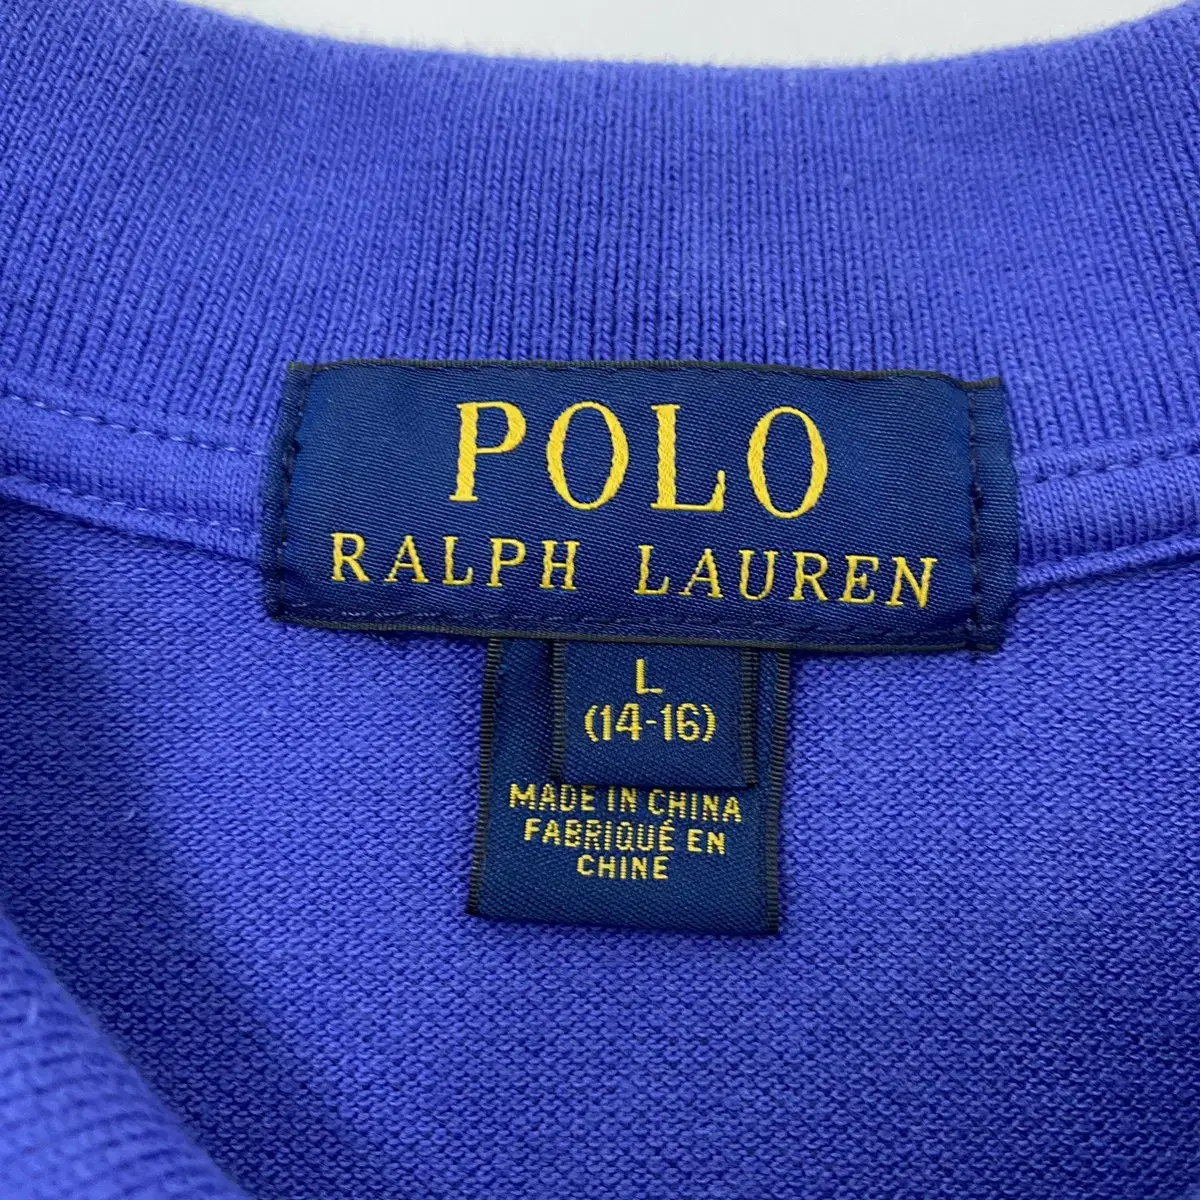 POLO
RALPH LAUREN
L
(14-16)
MADE IN CHINA
FABRIQUÉ EN
CHINE